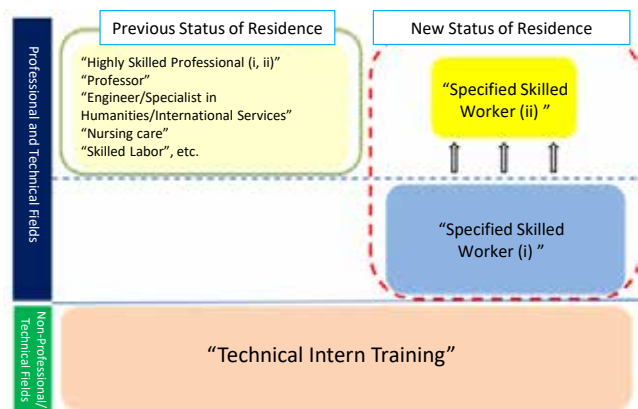 Previous Status of Residence
New Status of Residence
Professional and Technical Fields
“Highly Skilled Professional (i, ii)”
“Professor”
“Engineer/Specialist in
Humanities/International Services”
“Nursing care”
“Skilled Labor”, etc.
“Specified Skilled
Worker (ii) ”
“Specified Skilled
Worker (i) ”
Non-Professional/
Technical Fields
“Technical Intern Training”